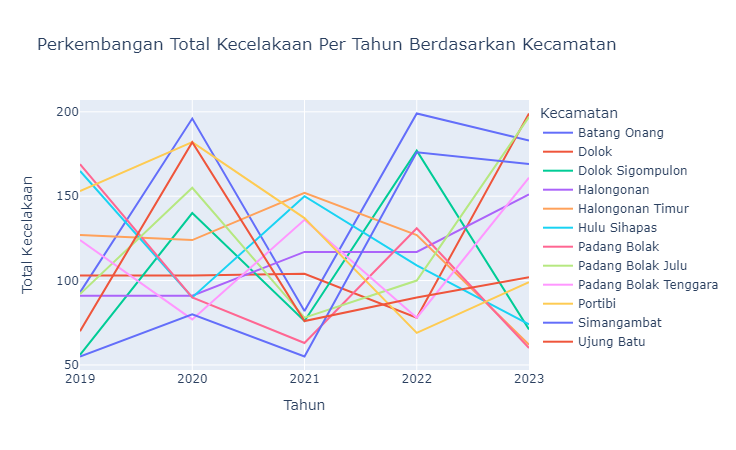 Perkembangan Total Kecelakaan Per Tahun Berdasarkan Kecamatan
Total Kecelakaan
200
150
100
50
2019
2020
2021
2022
2023
Tahun
Kecamatan
Batang Onang
Dolok
Dolok Sigompulon
Halongonan
Halongonan Timur
Hulu Sihapas
Padang Bolak
Padang Bolak Julu
Padang Bolak Tenggara
Portibi
Simangambat
Ujung Batu